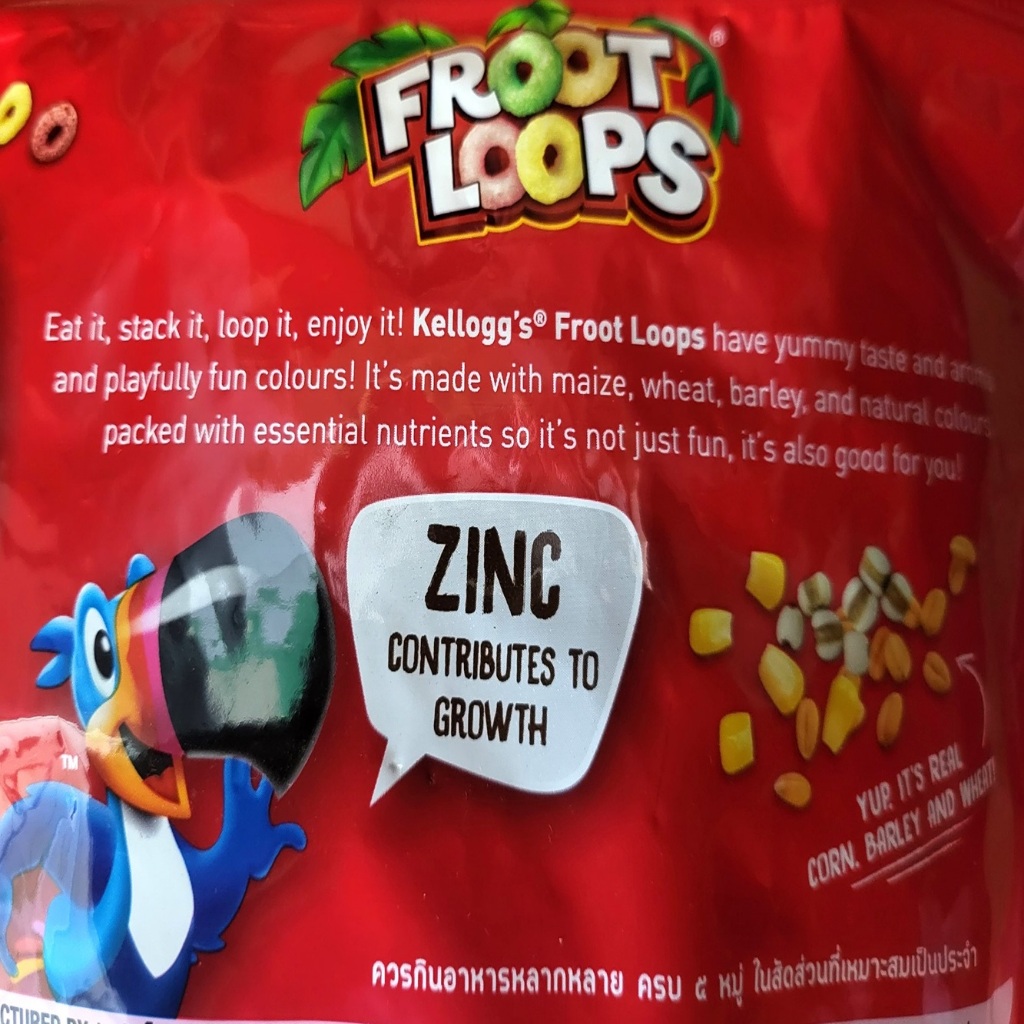 FROOT ®
LOOPS
Eat it, stack it, loop it, enjoy it! Kellogg's® Froot Loops have yummy taste and
and playfully fun colours! It's made with maize, wheat, barley, and natural colours
packed with essential nutrients so it's not just fun, it's also good for you!
ZINC
CONTRIBUTES TO
GROWTH
TM
YUP. IT'S REAL
CORN. BARLEY AND WHEAT!
ควรกินอาหารหลากหลาย ครบ ๕ หมู่ ในสัดส่วนที่เหมาะสมเป็นประจำ